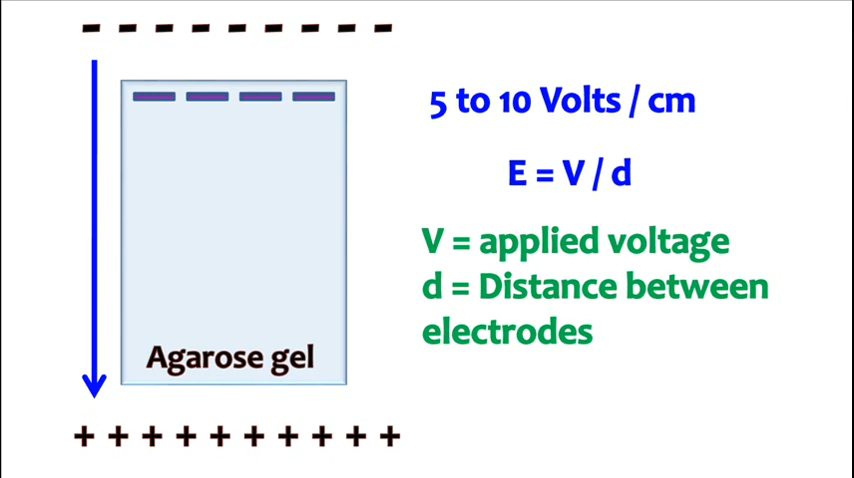 - - - - - - - - -
5 to 10 Volts / cm
E = V / d
V = applied voltage
d = Distance between
electrodes
Agarose gel
+ + + + + + + + + +